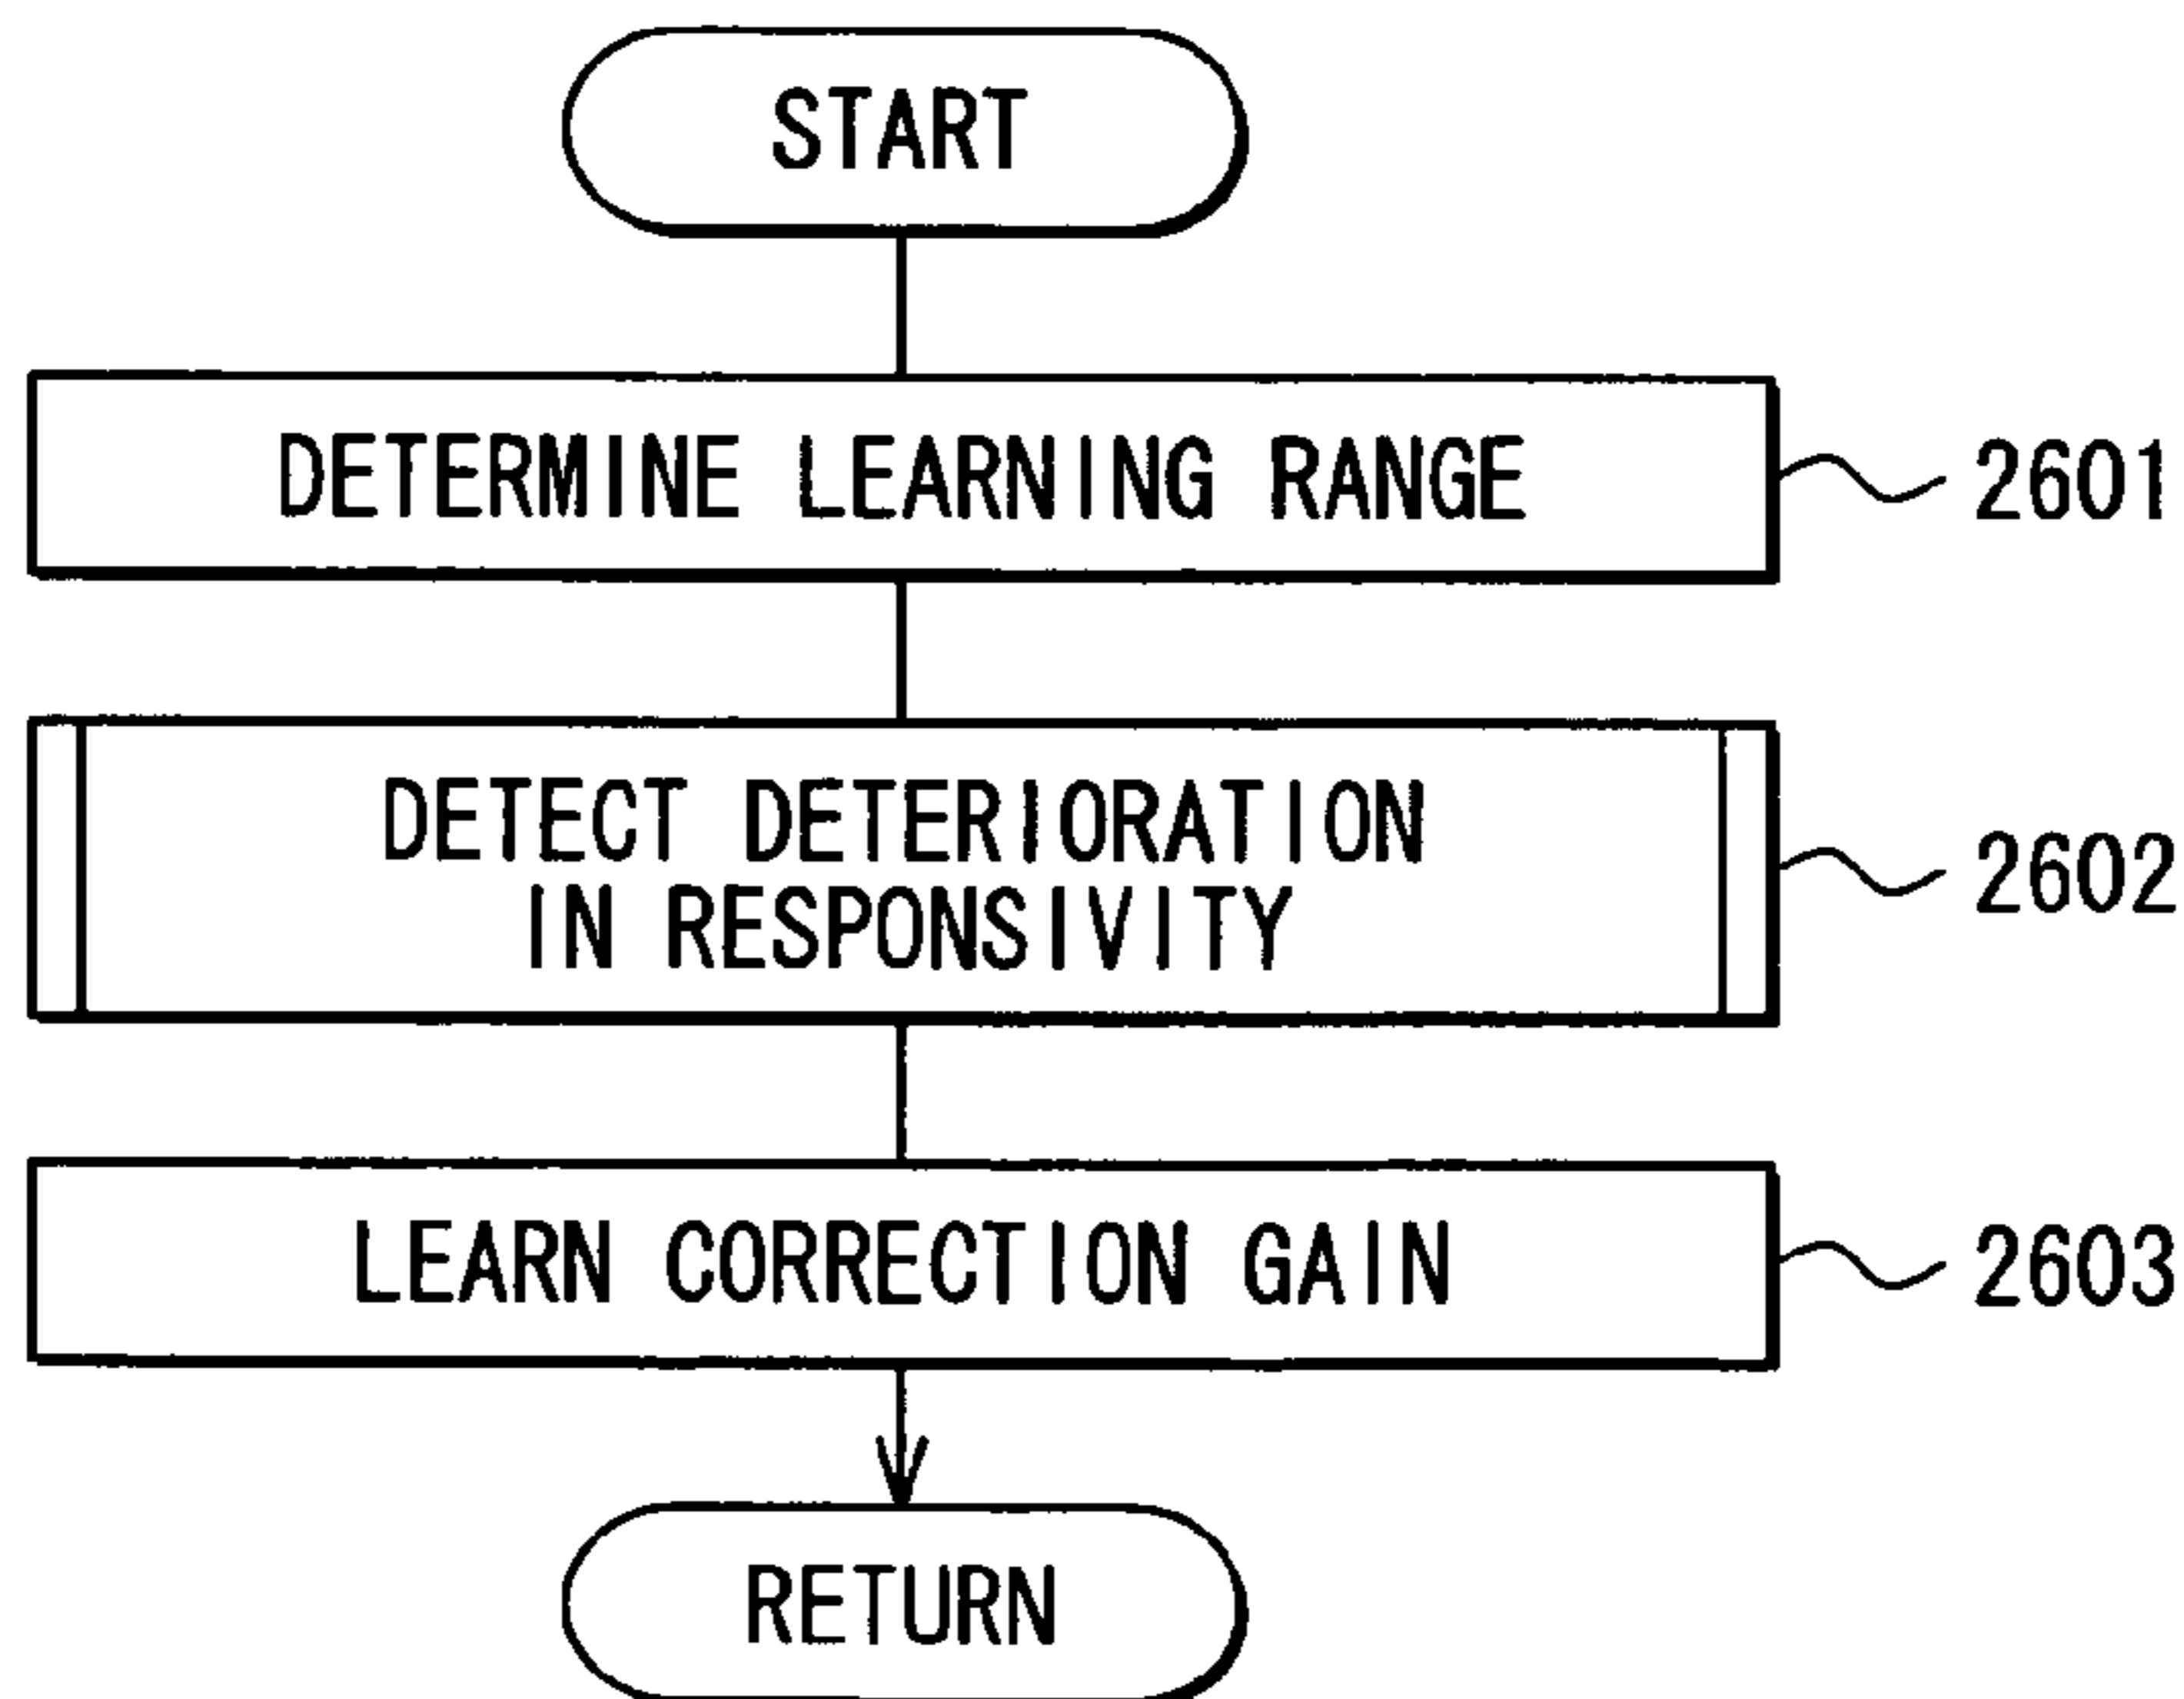 START
DETERMINE LEARNING RANGE
2601
DETECT DETERIORATION
IN RESPONSIVITY
2602
LEARN CORRECTION GAIN
2603
RETURN